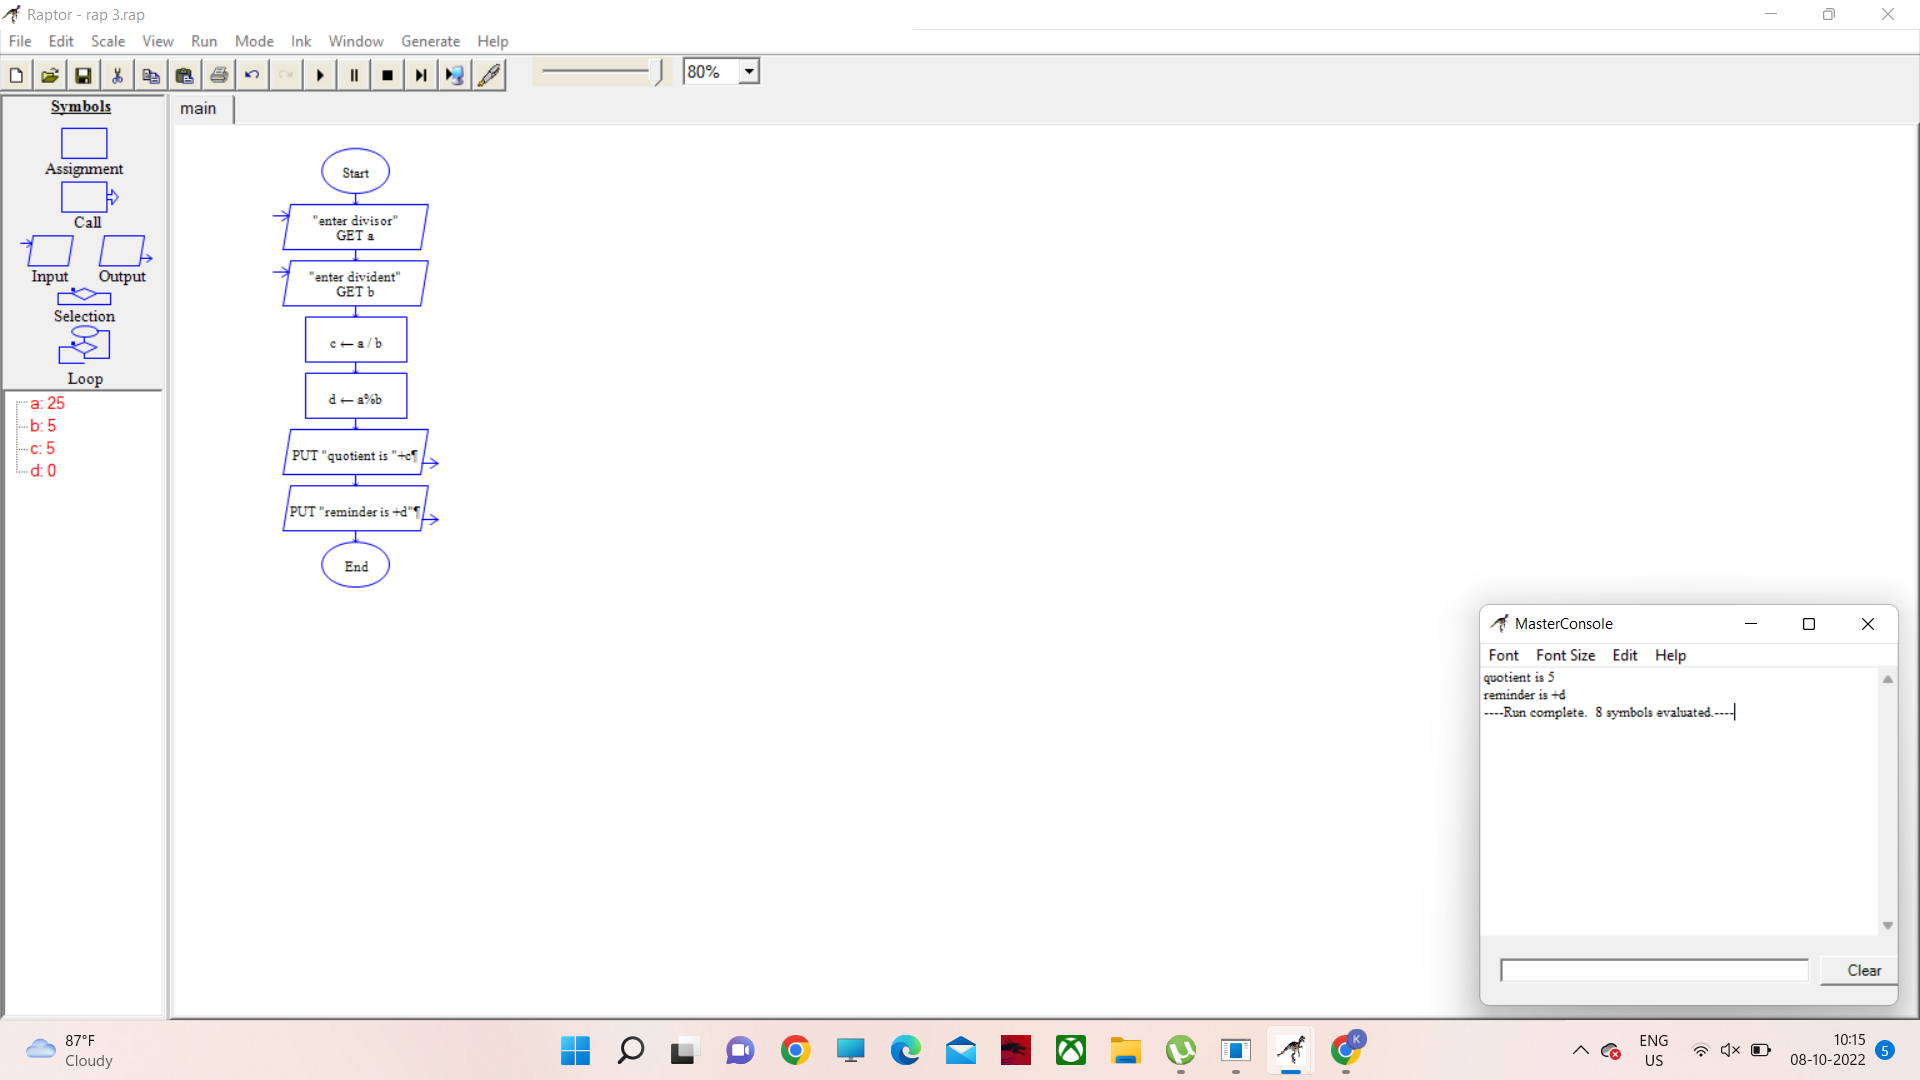 Raptor - rap 3.rap
File Edit Scale View Run Mode Ink Window Generate Help
80%
Symbols
main
Assignment
Call
Input Output
Selection
Loop
a: 25
b: 5
c: 5
d: 0
Start
"enter divisor"
GET a
"enter divident"
GET b
c ← a / b
d ← a%b
PUT "quotient is "+c¶
PUT "reminder is +d"¶
End
MasterConsole
Font Font Size Edit Help
quotient is 5
reminder is +d
----Run complete. 8 symbols evaluated.----
Clear
87°F
Cloudy
K
ENG
US
10:15
08-10-2022
5